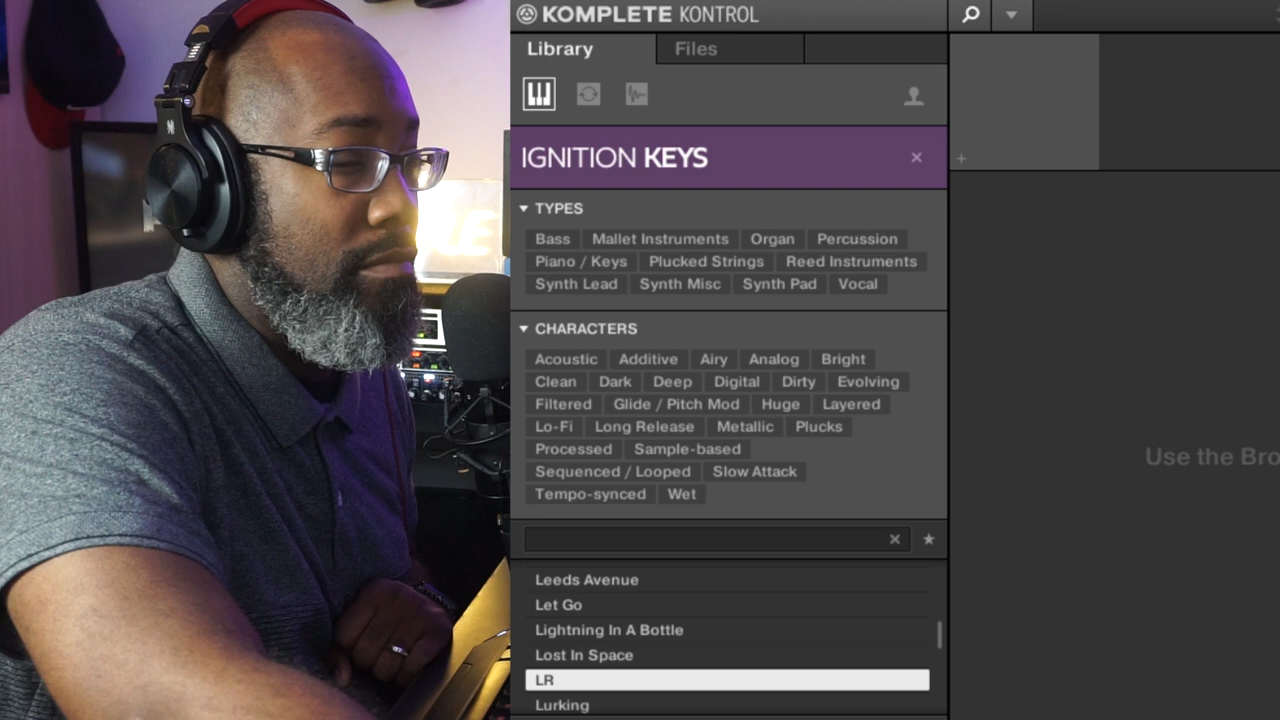 KOMPLETE KONTROL
Library Files
IGNITION KEYS ×
TYPES
Bass Mallet Instruments Organ Percussion
Piano / Keys Plucked Strings Reed Instruments
Synth Lead Synth Misc Synth Pad Vocal
CHARACTERS
Acoustic Additive Airy Analog Bright
Clean Dark Deep Digital Dirty Evolving
Filtered Glide / Pitch Mod Huge Layered
Lo-Fi Long Release Metallic Plucks
Processed Sample-based
Sequenced / Looped Slow Attack
Tempo-synced Wet
Leeds Avenue
Let Go
Lightning In A Bottle
Lost In Space
LR
Lurking
+
Use the Bro